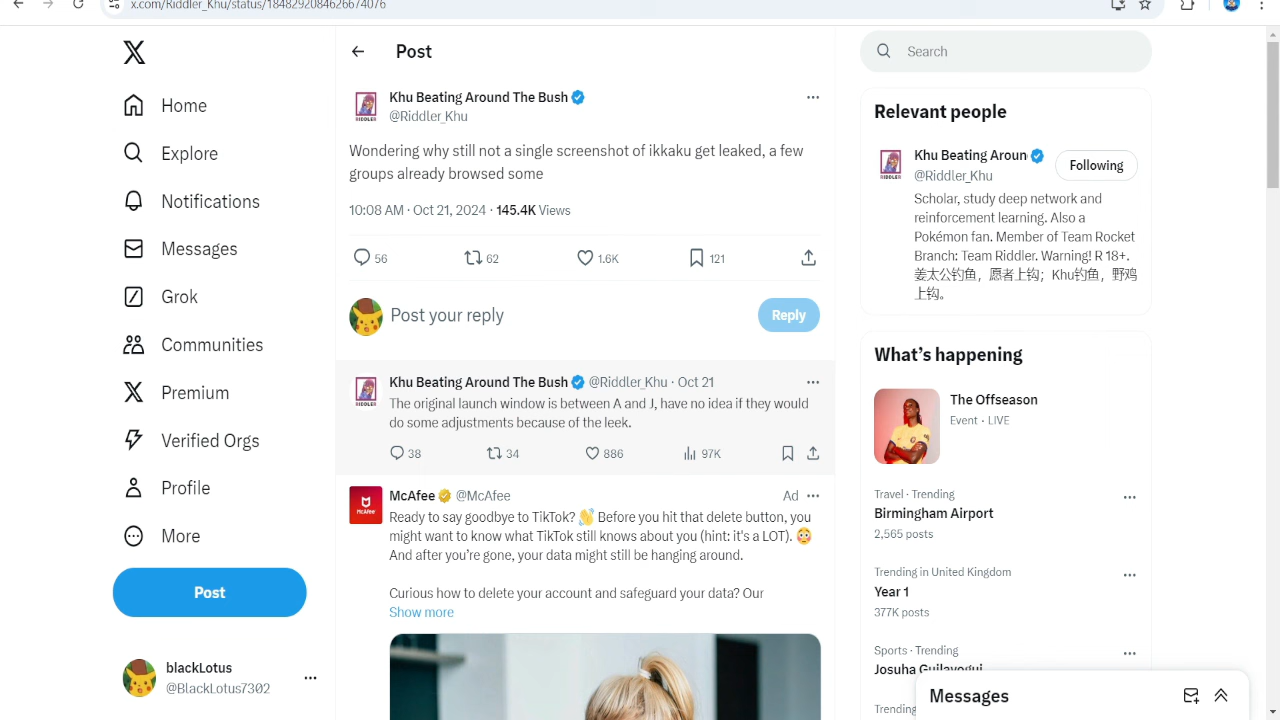 x.com/Riddler_Khu/status/1848292084626674076
Home
Explore
Notifications
Messages
Grok
Communities
Premium
Verified Orgs
Profile
More
Post
blackLotus
@BlackLotus7302
Post
Khu Beating Around The Bush
@Riddler_Khu
Wondering why still not a single screenshot of ikkaku get leaked, a few
groups already browsed some
10:08 AM · Oct 21, 2024 · 145.4K Views
56 62 1.6K 121
Post your reply
Reply
RIDDLER
Khu Beating Around The Bush @Riddler_Khu · Oct 21
The original launch window is between A and J, have no idea if they would
do some adjustments because of the leek.
38 34 886 97K
McAfee @McAfee Ad
Ready to say goodbye to TikTok? 👋 Before you hit that delete button, you
might want to know what TikTok still knows about you (hint: it's a LOT). 😳
And after you're gone, your data might still be hanging around.
Curious how to delete your account and safeguard your data? Our
Show more
Search
Relevant people
Khu Beating Aroun
@Riddler_Khu
Following
Scholar, study deep network and
reinforcement learning. Also a
Pokémon fan. Member of Team Rocket
Branch: Team Riddler. Warning! R 18+.
姜太公钓鱼，愿者上钩；Khu钓鱼，野鸡
上钩。
What's happening
The Offseason
Event · LIVE
Travel · Trending
Birmingham Airport
2,565 posts
Trending in United Kingdom
Year 1
377K posts
Sports · Trending
Josuha Guilavogui
Trending
Messages